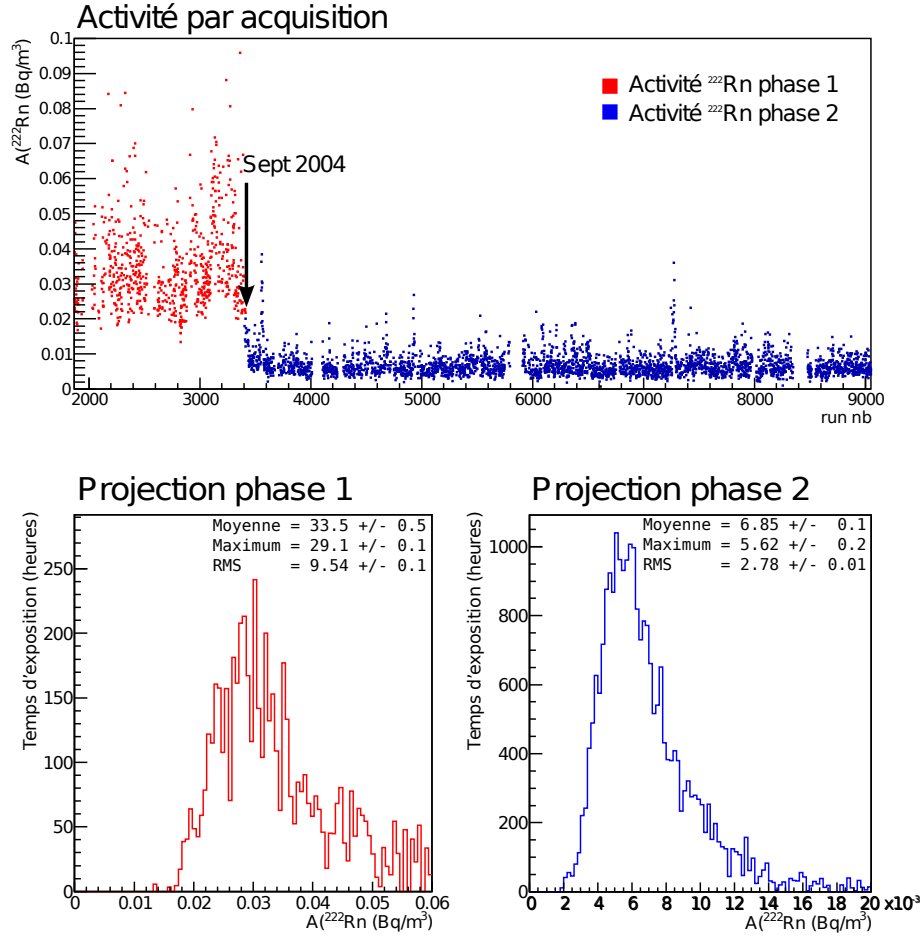 Activité par acquisition
A(²²²Rn (Bq/m³)
0.1
0.09
0.08
0.07
0.06
0.05
0.04
0.03
0.02
0.01
0
Activité ²²²Rn phase 1
Activité ²²²Rn phase 2
Sept 2004
2000 3000 4000 5000 6000 7000 8000 9000
run nb
Projection phase 1
Temps d'exposition (heures)
Moyenne = 33.5 +/- 0.5
Maximum = 29.1 +/- 0.1
RMS = 9.54 +/- 0.1
250
200
150
100
50
0
0 0.01 0.02 0.03 0.04 0.05 0.06
A(²²²Rn (Bq/m³)
Projection phase 2
Temps d'exposition (heures)
Moyenne = 6.85 +/- 0.1
Maximum = 5.62 +/- 0.2
RMS = 2.78 +/- 0.01
1000
800
600
400
200
0
0 2 4 6 8 10 12 14 16 18 20 x10⁻³
A(²²²Rn (Bq/m³)